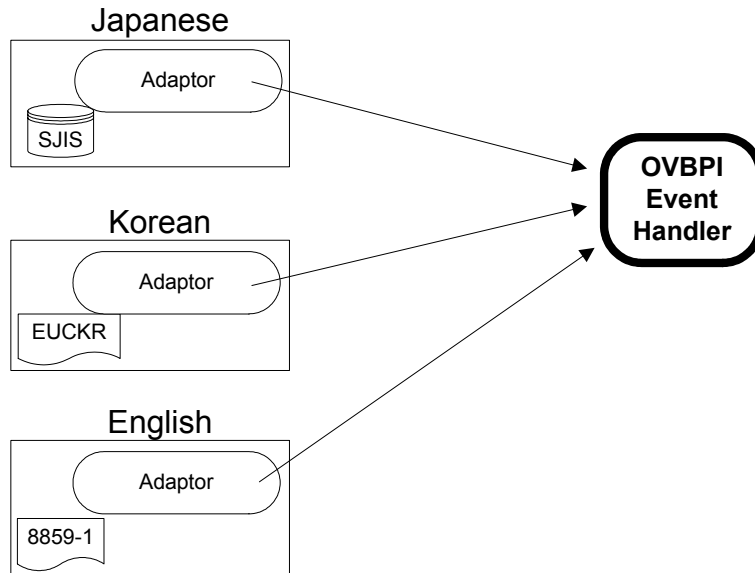 Japanese
Adaptor
SJIS
Korean
Adaptor
EUCKR
English
Adaptor
8859-1
OVBPI
Event
Handler